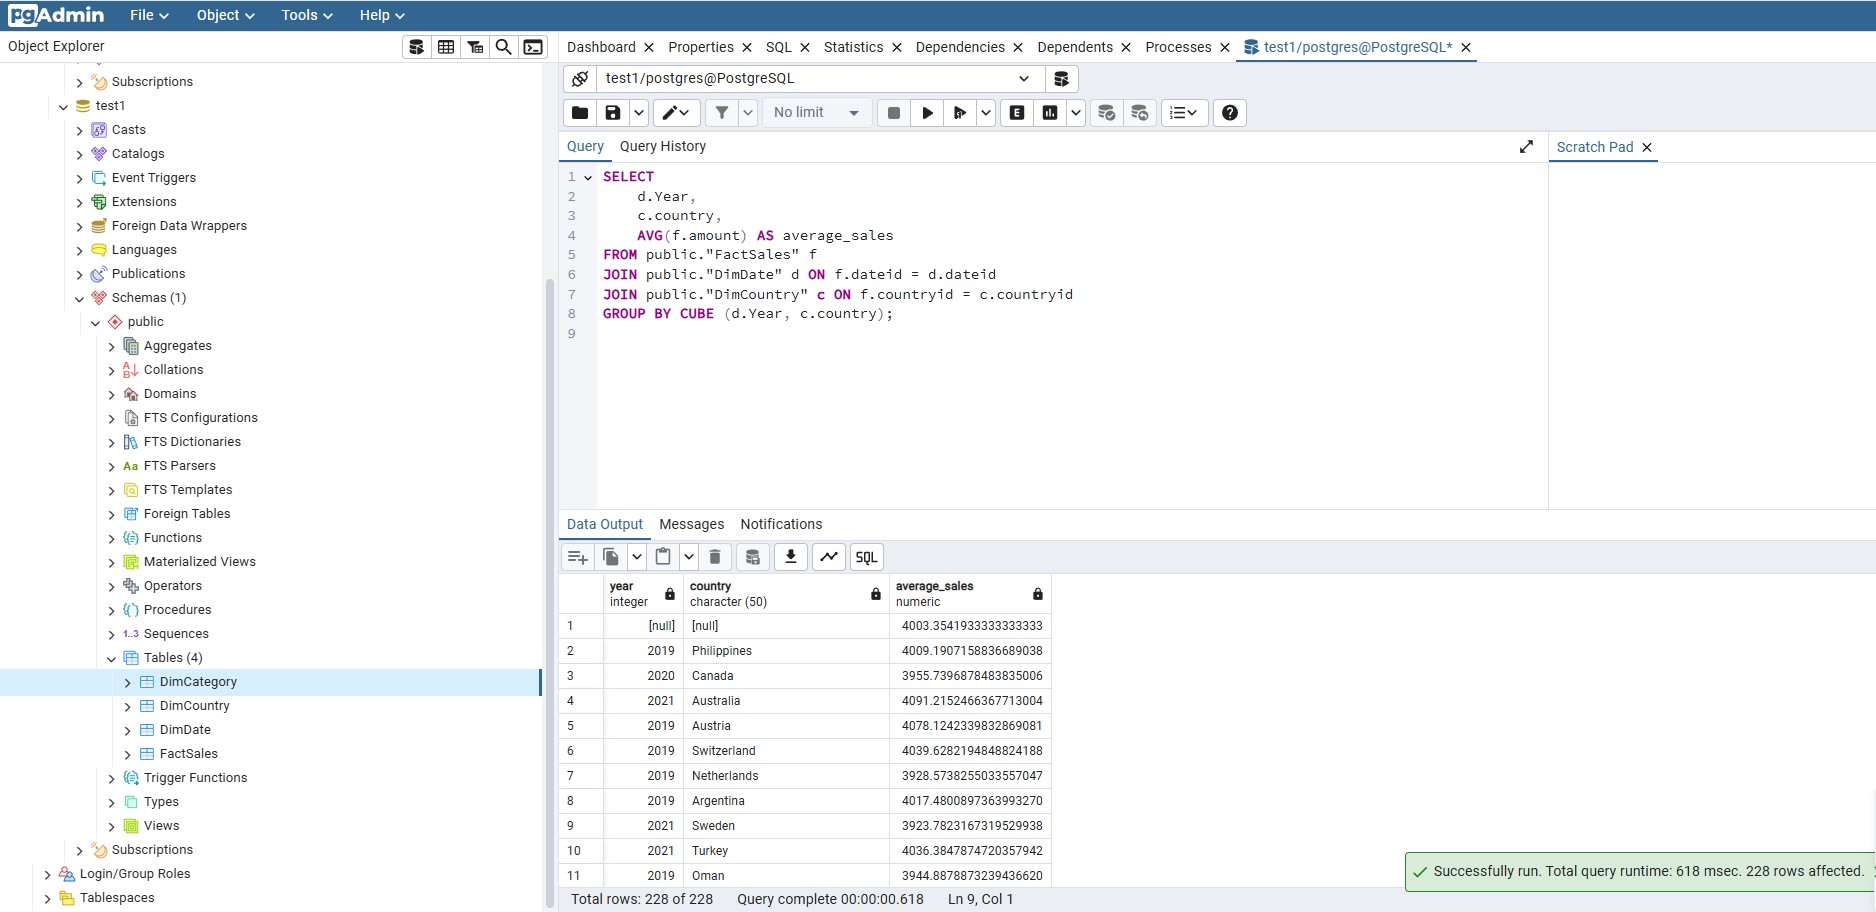 pgAdmin File Object Tools Help
Object Explorer
Subscriptions
test1
Casts
Catalogs
Event Triggers
Extensions
Foreign Data Wrappers
Languages
Publications
Schemas (1)
public
Aggregates
Collations
Domains
FTS Configurations
FTS Dictionaries
Aa FTS Parsers
FTS Templates
Foreign Tables
Functions
Materialized Views
Operators
Procedures
1..3 Sequences
Tables (4)
DimCategory
DimCountry
DimDate
FactSales
Trigger Functions
Types
Views
Subscriptions
Login/Group Roles
Tablespaces
Dashboard Properties SQL Statistics Dependencies Dependents Processes test1/postgres@PostgreSQL*
test1/postgres@PostgreSQL
No limit E
Query Query History
Scratch Pad
1 SELECT
2 d.Year,
3 c.country,
4 AVG(f.amount) AS average_sales
5 FROM public."FactSales" f
6 JOIN public."DimDate" d ON f.dateid = d.dateid
7 JOIN public."DimCountry" c ON f.countryid = c.countryid
8 GROUP BY CUBE (d.Year, c.country);
9
Data Output Messages Notifications
SQL
year country average_sales
integer character (50) numeric
1 [null] [null] 4003.3541933333333333
2 2019 Philippines 4009.1907158836689038
3 2020 Canada 3955.7396878483835006
4 2021 Australia 4091.2152466367713004
5 2019 Austria 4078.1242339832869081
6 2019 Switzerland 4039.6282194848824188
7 2019 Netherlands 3928.5738255033557047
8 2019 Argentina 4017.4800897363993270
9 2021 Sweden 3923.7823167319529938
10 2021 Turkey 4036.3847874720357942
11 2019 Oman 3944.8878873239436620
Successfully run. Total query runtime: 618 msec. 228 rows affected.
Total rows: 228 of 228 Query complete 00:00:00.618 Ln 9, Col 1